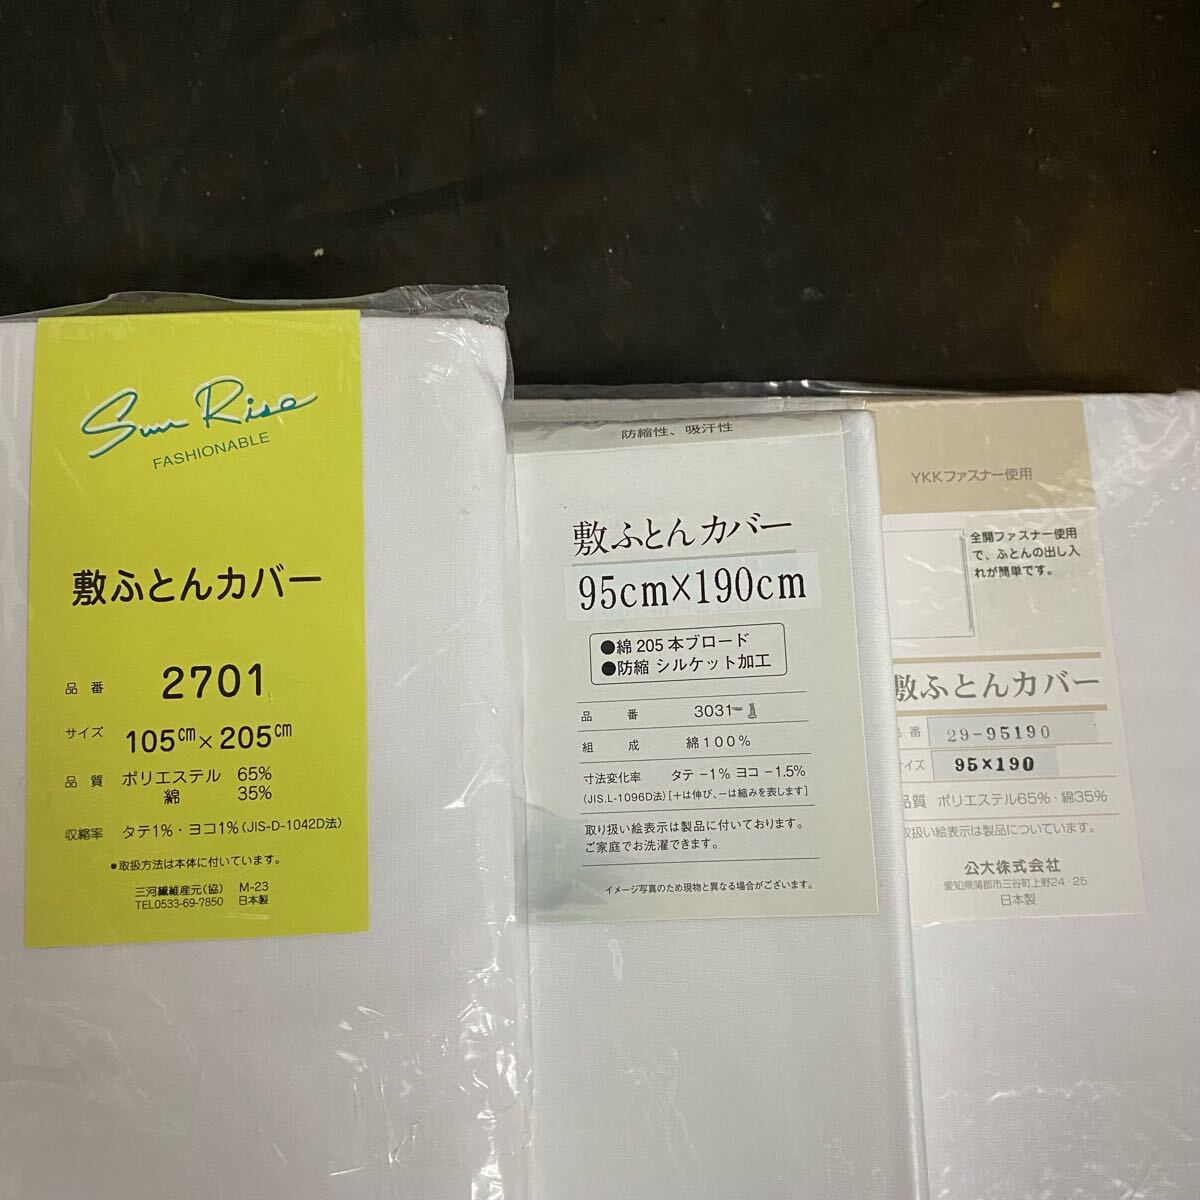 Sun Rise
FASHIONABLE
敷ふとんカバー
品番 2701
サイズ 105cm×205cm
品質 ポリエステル 65%
綿 35%
収縮率 タテ1%・ヨコ1%(JIS-D-1042D法)
●取扱方法は本体に付いています。
三河繊維産元(協) M-23
TEL0533-69-7850 日本製
防縮性、吸汗性
敷ふとんカバー
95cm×190cm
●綿205本ブロード
●防縮 シルケット加工
品番 3031-1
組成 綿100%
寸法変化率 タテ-1% ヨコ-1.5%
(JIS.L-1096D法)[+は伸び、-は縮みを表します]
取り扱い絵表示は製品に付いております。
ご家庭でお洗濯できます。
イメージ写真のため現物と異なる場合がございます。
YKKファスナー使用
全開ファスナー使用
で、ふとんの出し入
れが簡単です。
敷ふとんカバー
番 29-95190
イズ 95×190
品質 ポリエステル65%・綿35%
取扱い絵表示は製品についています。
公大株式会社
愛知県蒲郡市三谷町上野24-25
日本製